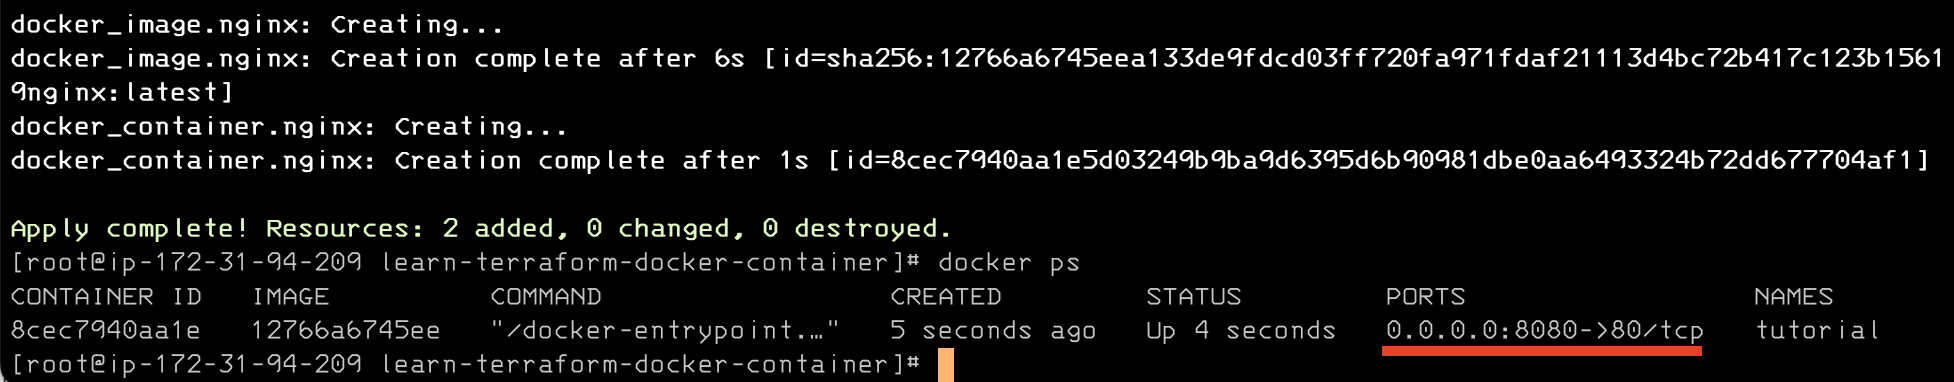 docker_image.nginx: Creating...
docker_image.nginx: Creation complete after 6s [id=sha256:12766a6745eea133de9fdcd03ff720fa971fdaf21113d4bc72b417c123b1561
9nginx:latest]
docker_container.nginx: Creating...
docker_container.nginx: Creation complete after 1s [id=8cec7940aa1e5d03249b9ba9d6395d6b90981dbe0aa6493324b72dd677704af1]
Apply complete! Resources: 2 added, 0 changed, 0 destroyed.
[root@ip-172-31-94-209 learn-terraform-docker-container]# docker ps
CONTAINER ID   IMAGE          COMMAND                  CREATED         STATUS         PORTS                  NAMES
8cec7940aa1e   12766a6745ee   "/docker-entrypoint.…"   5 seconds ago   Up 4 seconds   0.0.0.0:8080->80/tcp   tutorial
[root@ip-172-31-94-209 learn-terraform-docker-container]#